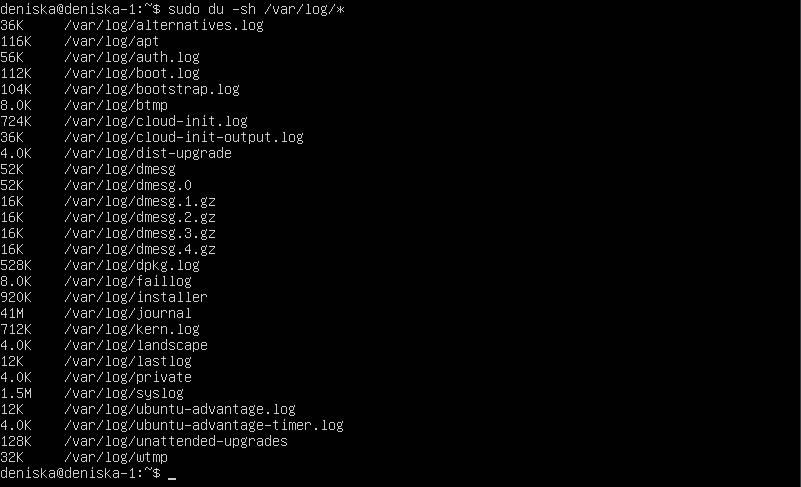 deniska@deniska-1:~$ sudo du -sh /var/log/*
36K /var/log/alternatives.log
116K /var/log/apt
56K /var/log/auth.log
112K /var/log/boot.log
104K /var/log/bootstrap.log
8.0K /var/log/btmp
724K /var/log/cloud-init.log
36K /var/log/cloud-init-output.log
4.0K /var/log/dist-upgrade
52K /var/log/dmesg
52K /var/log/dmesg.0
16K /var/log/dmesg.1.gz
16K /var/log/dmesg.2.gz
16K /var/log/dmesg.3.gz
16K /var/log/dmesg.4.gz
528K /var/log/dpkg.log
8.0K /var/log/faillog
920K /var/log/installer
41M /var/log/journal
712K /var/log/kern.log
4.0K /var/log/landscape
12K /var/log/lastlog
4.0K /var/log/private
1.5M /var/log/syslog
12K /var/log/ubuntu-advantage.log
4.0K /var/log/ubuntu-advantage-timer.log
128K /var/log/unattended-upgrades
32K /var/log/wtmp
deniska@deniska-1:~$ _